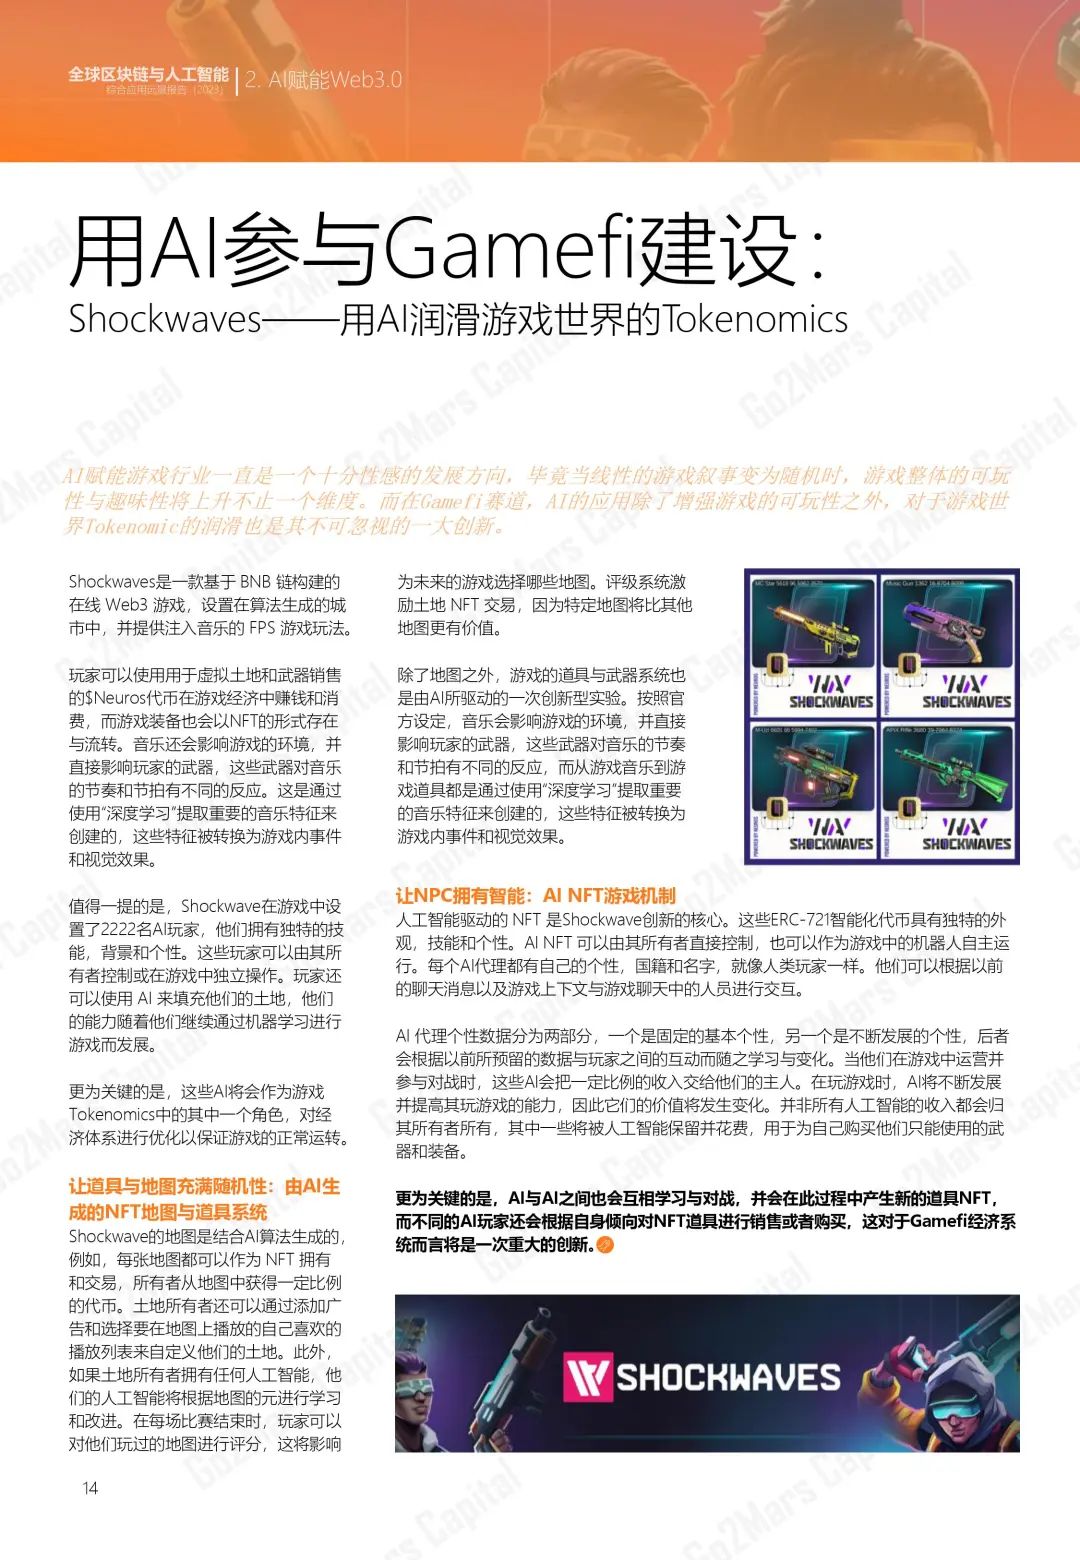 全球区块链与人工智能
综合应用远景报告（2023）
2. AI赋能Web3.0
用AI参与Gamefi建设：
Shockwaves——用AI润滑游戏世界的Tokenomics
AI赋能游戏行业一直是一个十分性感的发展方向，毕竟当线性的游戏叙事变为随机时，游戏整体的可玩
性与趣味性将上升不止一个维度。而在Gamefi赛道，AI的应用除了增强游戏的可玩性之外，对于游戏世
界Tokenomic的润滑也是其不可忽视的一大创新。
Shockwaves是一款基于 BNB 链构建的
在线 Web3 游戏，设置在算法生成的城
市中，并提供注入音乐的 FPS 游戏玩法。
玩家可以使用用于虚拟土地和武器销售
的$Neuros代币在游戏经济中赚钱和消
费，而游戏装备也会以NFT的形式存在
与流转。音乐还会影响游戏的环境，并
直接影响玩家的武器，这些武器对音乐
的节奏和节拍有不同的反应。这是通过
使用“深度学习”提取重要的音乐特征来
创建的，这些特征被转换为游戏内事件
和视觉效果。
值得一提的是，Shockwave在游戏中设
置了2222名AI玩家，他们拥有独特的技
能，背景和个性。这些玩家可以由其所
有者控制或在游戏中独立操作。玩家还
可以使用 AI 来填充他们的土地，他们
的能力随着他们继续通过机器学习进行
游戏而发展。
更为关键的是，这些AI将会作为游戏
Tokenomics中的其中一个角色，对经
济体系进行优化以保证游戏的正常运转。
让道具与地图充满随机性：由AI生
成的NFT地图与道具系统
Shockwave的地图是结合AI算法生成的，
例如，每张地图都可以作为 NFT 拥有
和交易，所有者从地图中获得一定比例
的代币。土地所有者还可以通过添加广
告和选择要在地图上播放的自己喜欢的
播放列表来自定义他们的土地。此外，
如果土地所有者拥有任何人工智能，他
们的人工智能将根据地图的元进行学习
和改进。在每场比赛结束时，玩家可以
对他们玩过的地图进行评分，这将影响
为未来的游戏选择哪些地图。评级系统激
励土地 NFT 交易，因为特定地图将比其他
地图更有价值。
除了地图之外，游戏的道具与武器系统也
是由AI所驱动的一次创新型实验。按照官
方设定，音乐会影响游戏的环境，并直接
影响玩家的武器，这些武器对音乐的节奏
和节拍有不同的反应，而从游戏音乐到游
戏道具都是通过使用“深度学习”提取重要
的音乐特征来创建的，这些特征被转换为
游戏内事件和视觉效果。
SHOCKWAVES
SHOCKWAVES
SHOCKWAVES
SHOCKWAVES
让NPC拥有智能：AI NFT游戏机制
人工智能驱动的 NFT 是Shockwave创新的核心。这些ERC-721智能化代币具有独特的外
观，技能和个性。AI NFT 可以由其所有者直接控制，也可以作为游戏中的机器人自主运
行。每个AI代理都有自己的个性，国籍和名字，就像人类玩家一样。他们可以根据以前
的聊天消息以及游戏上下文与游戏聊天中的人员进行交互。
AI 代理个性数据分为两部分，一个是固定的基本个性，另一个是不断发展的个性，后者
会根据以前所预留的数据与玩家之间的互动而随之学习与变化。当他们在游戏中运营并
参与对战时，这些AI会把一定比例的收入交给他们的主人。在玩游戏时，AI将不断发展
并提高其玩游戏的能力，因此它们的价值将发生变化。并非所有人工智能的收入都会归
其所有者所有，其中一些将被人工智能保留并花费，用于为自己购买他们只能使用的武
器和装备。
更为关键的是，AI与AI之间也会互相学习与对战，并会在此过程中产生新的道具NFT，
而不同的AI玩家还会根据自身倾向对NFT道具进行销售或者购买，这对于Gamefi经济系
统而言将是一次重大的创新。
SHOCKWAVES
14
Go2Mars Capital